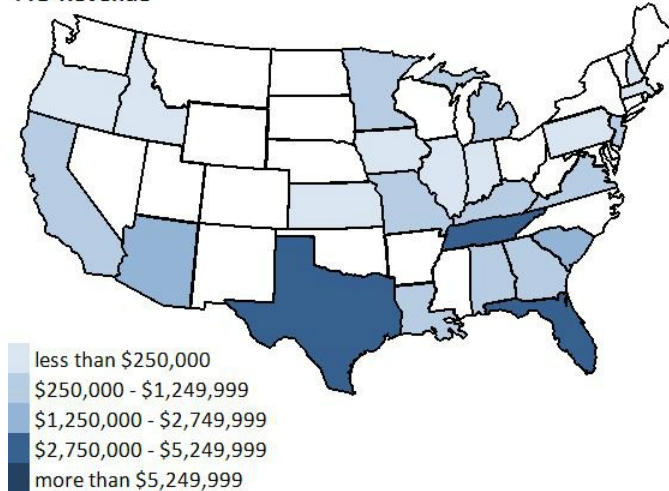 less than $250,000
$250,000 - $1,249,999
$1,250,000 - $2,749,999
$2,750,000 - $5,249,999
more than $5,249,999